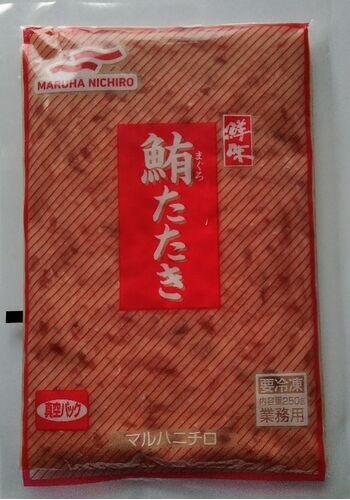 MARUHA NICHIRO
鮮味
まぐろ
鮪たたき
真空パック
要冷凍
内容量250g
業務用
マルハニチロ